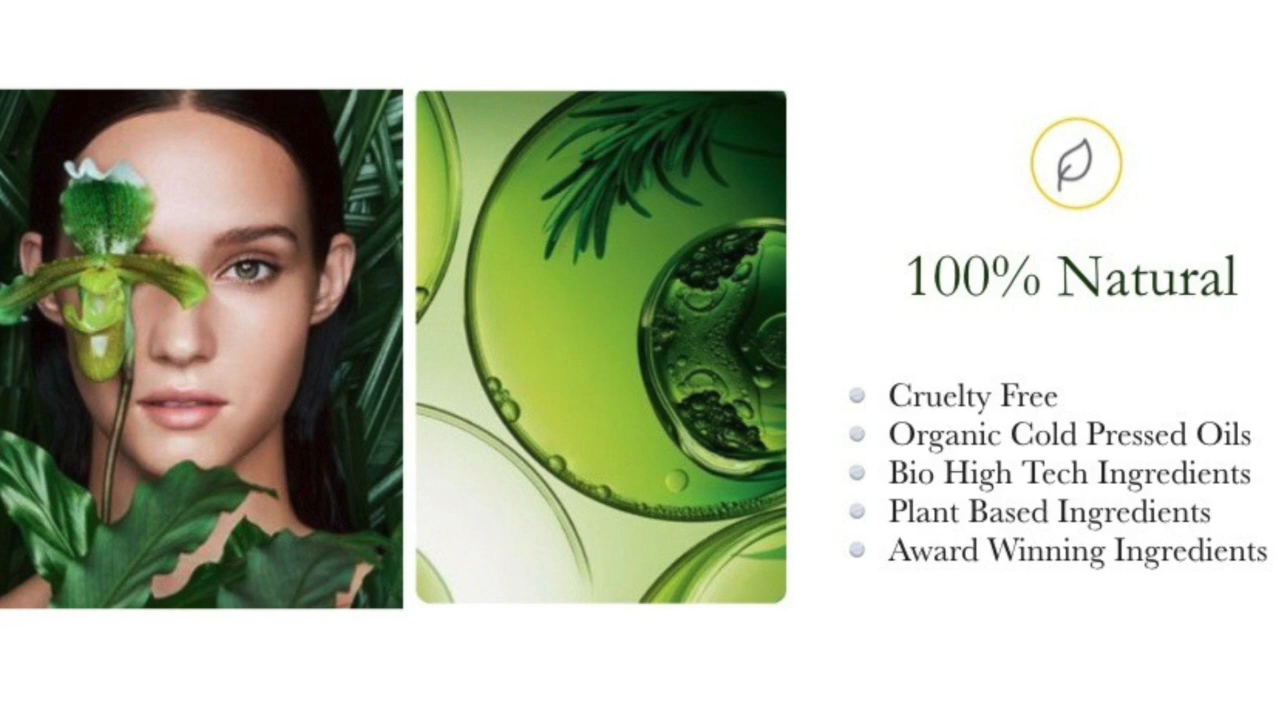 100% Natural
Cruelty Free
Organic Cold Pressed Oils
Bio High Tech Ingredients
Plant Based Ingredients
Award Winning Ingredients